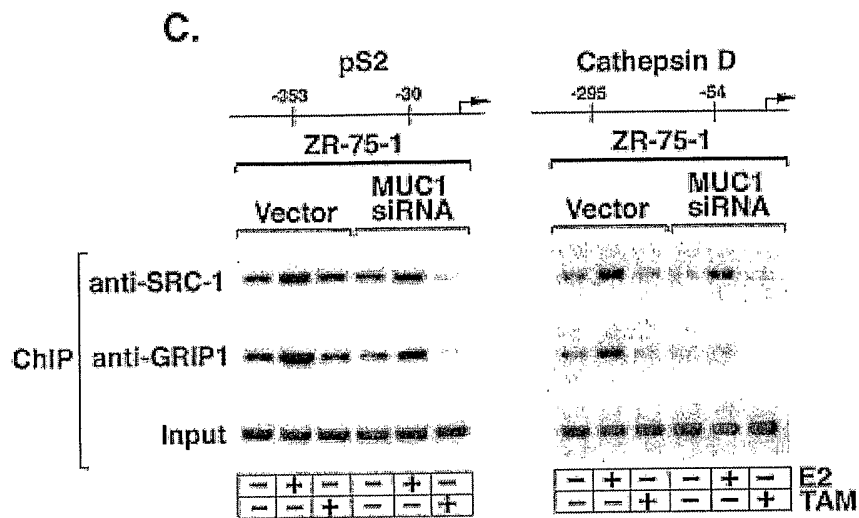 C.
pS2 Cathepsin D
-353 -30 -295 -54
ZR-75-1 ZR-75-1
Vector MUC1 siRNA Vector MUC1 siRNA
ChIP
anti-SRC-1
anti-GRIP1
Input
− + − − + − − + − − + − E2
− − + − − + − − + − − + TAM